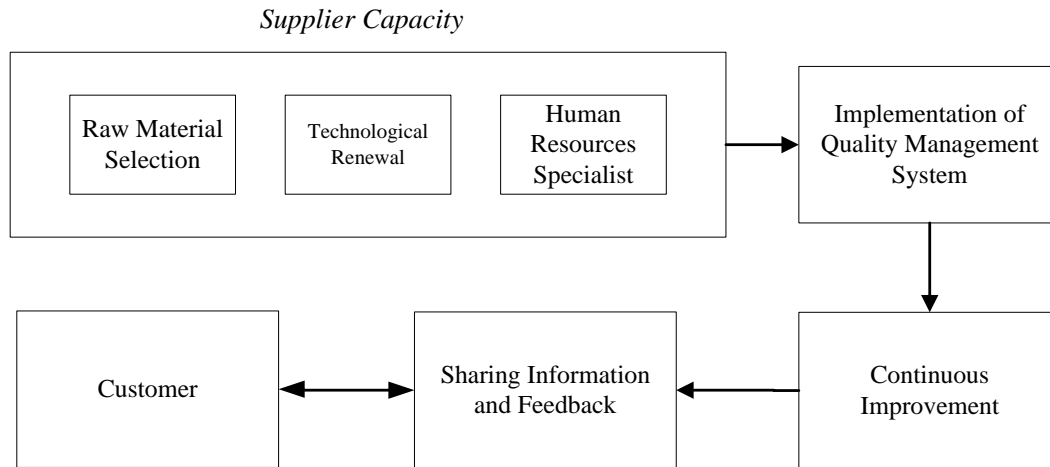 Supplier Capacity
Raw Material
Selection
Technological
Renewal
Human
Resources
Specialist
Implementation of
Quality Management
System
Customer
Sharing Information
and Feedback
Continuous
Improvement